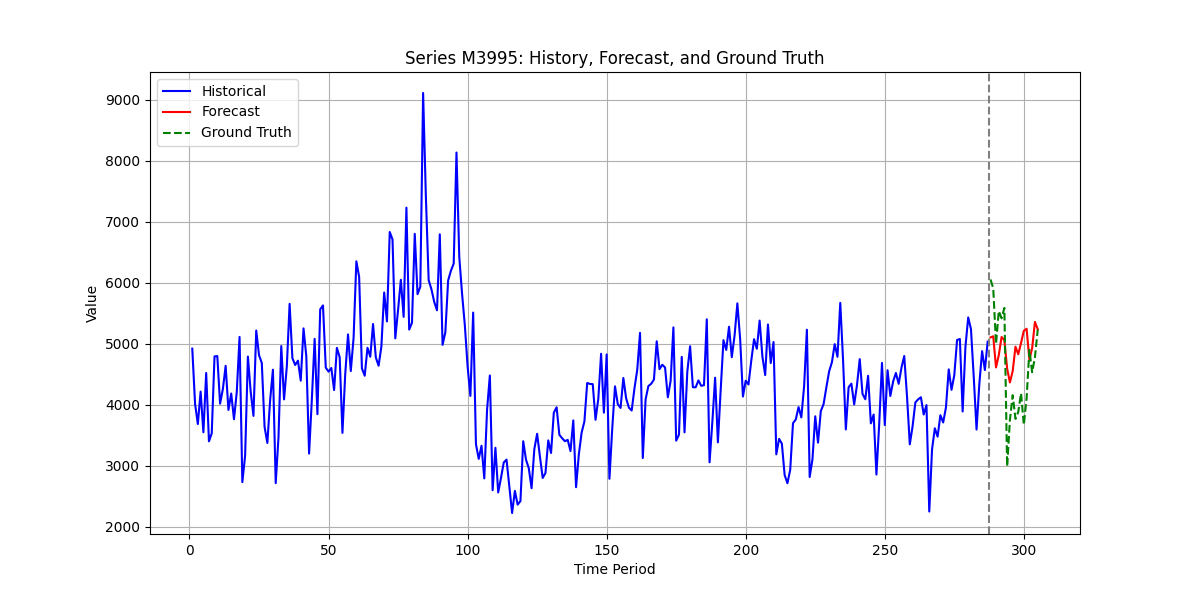 Series M3995: History, Forecast, and Ground Truth
Historical
Forecast
Ground Truth
9000
8000
7000
6000
5000
4000
3000
2000
Value
0 50 100 150 200 250 300
Time Period